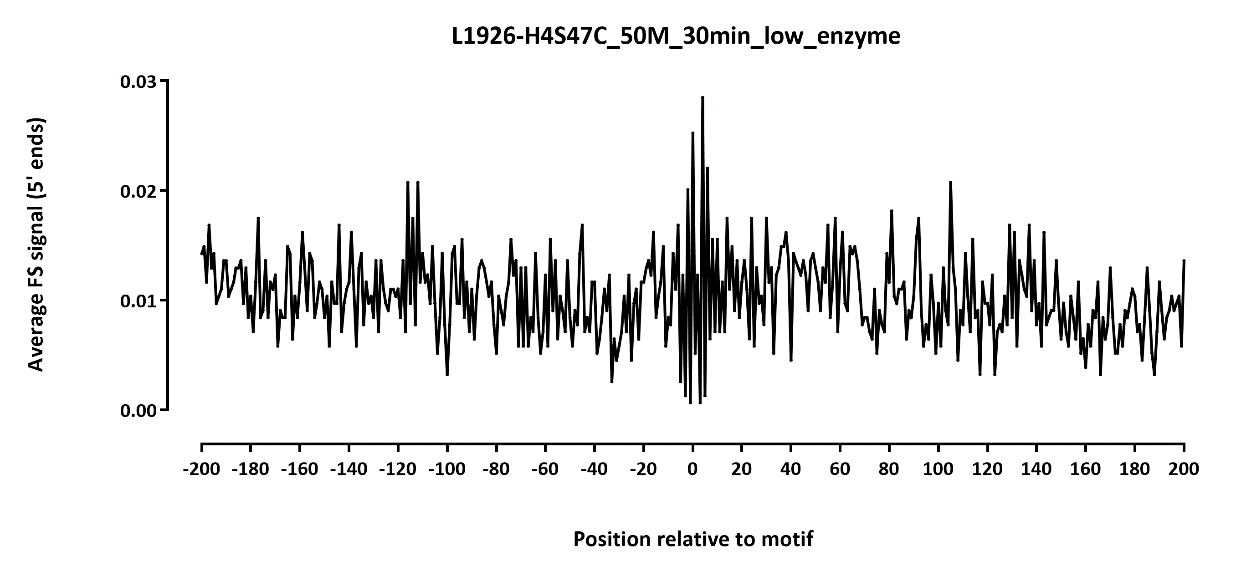 L1926-H4S47C_50M_30min_low_enzyme
Average FS signal (5' ends)
0.03
0.02
0.01
0.00
-200 -180 -160 -140 -120 -100 -80 -60 -40 -20 0 20 40 60 80 100 120 140 160 180 200
Position relative to motif